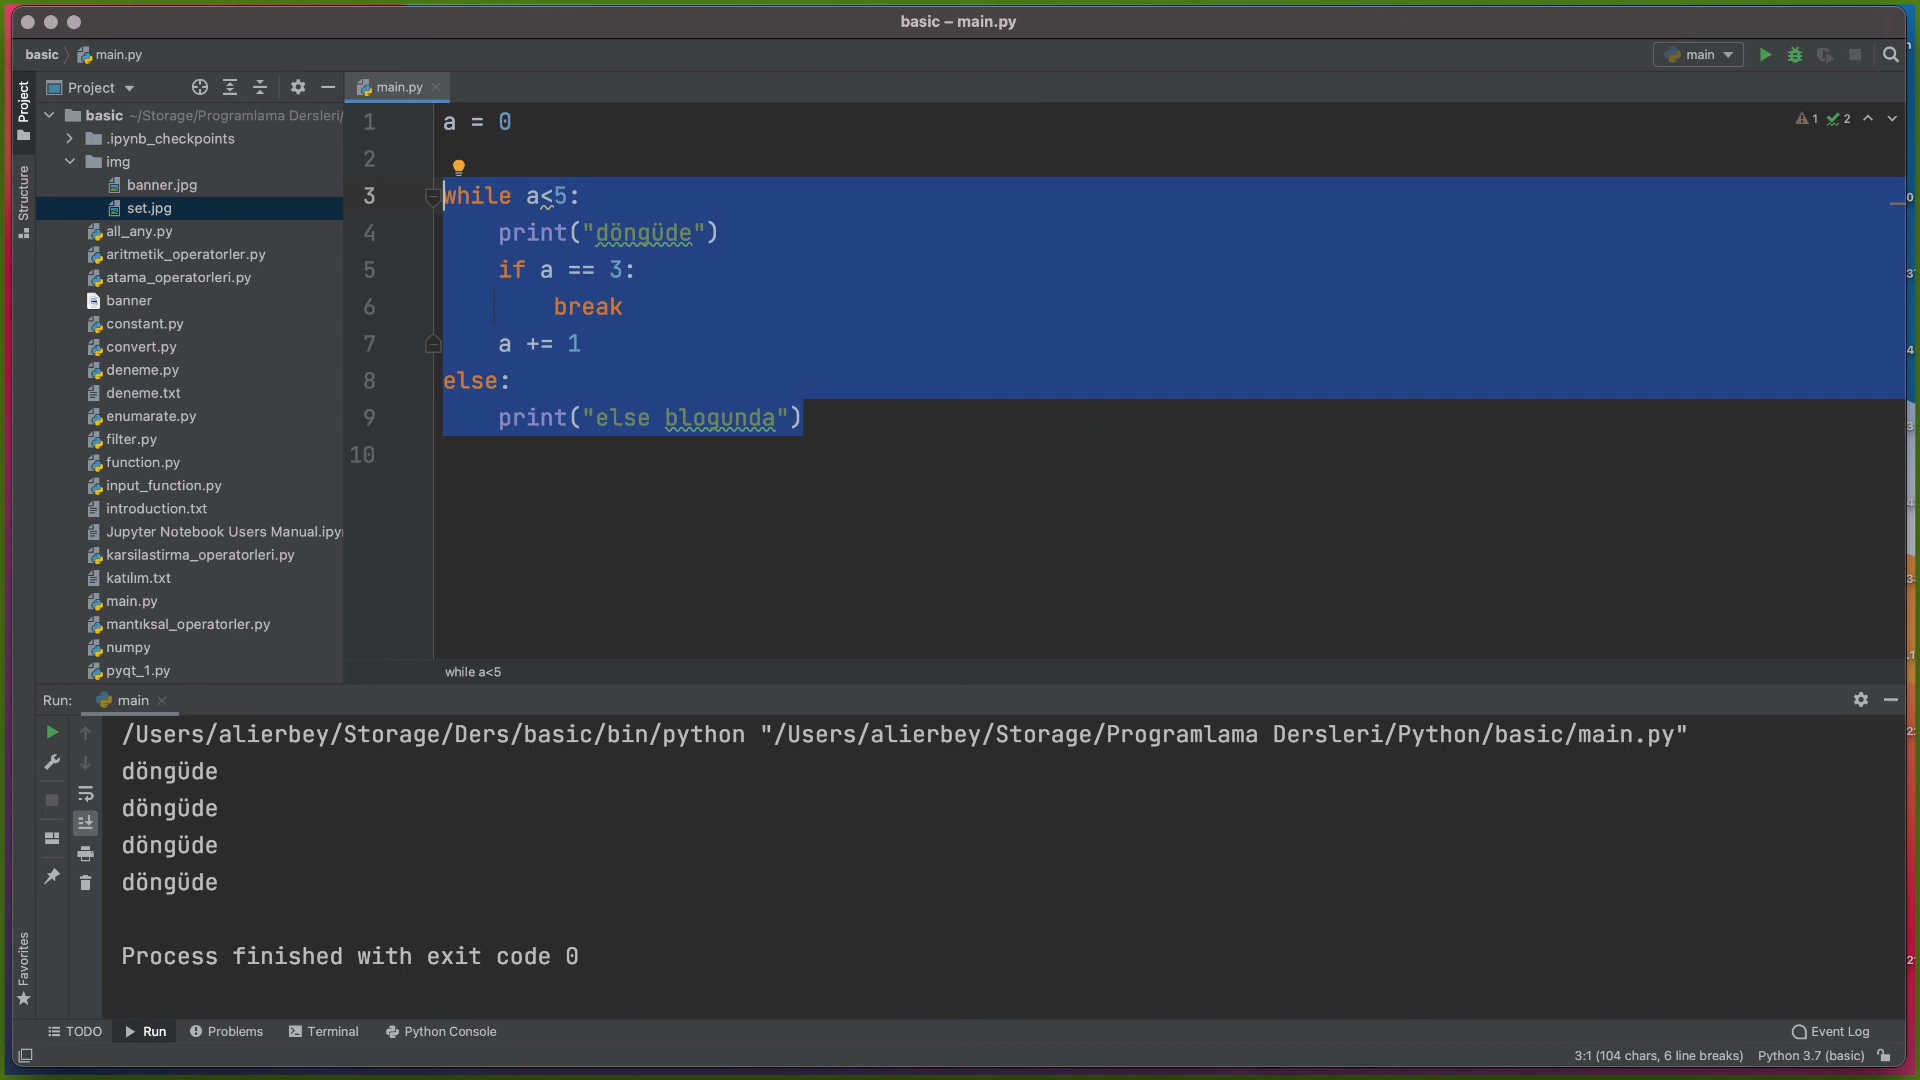 basic – main.py
basic
main.py
main
Project
Project
Structure
Favorites
basic ~/Storage/Programlama Dersleri/
.ipynb_checkpoints
img
banner.jpg
set.jpg
all_any.py
aritmetik_operatorler.py
atama_operatorleri.py
banner
constant.py
convert.py
deneme.py
deneme.txt
enumarate.py
filter.py
function.py
input_function.py
introduction.txt
Jupyter Notebook Users Manual.ipyn
karsilastirma_operatorleri.py
katılım.txt
main.py
mantıksal_operatorler.py
numpy
pyqt_1.py
main.py
1 2
1 a = 0
2
3 while a<5:
4 print("döngüde")
5 if a == 3:
6 break
7 a += 1
8 else:
9 print("else blogunda")
10
while a<5
Run: main
/Users/alierbey/Storage/Ders/basic/bin/python "/Users/alierbey/Storage/Programlama Dersleri/Python/basic/main.py"
döngüde
döngüde
döngüde
döngüde
Process finished with exit code 0
TODO Run Problems Terminal Python Console Event Log
3:1 (104 chars, 6 line breaks) Python 3.7 (basic)